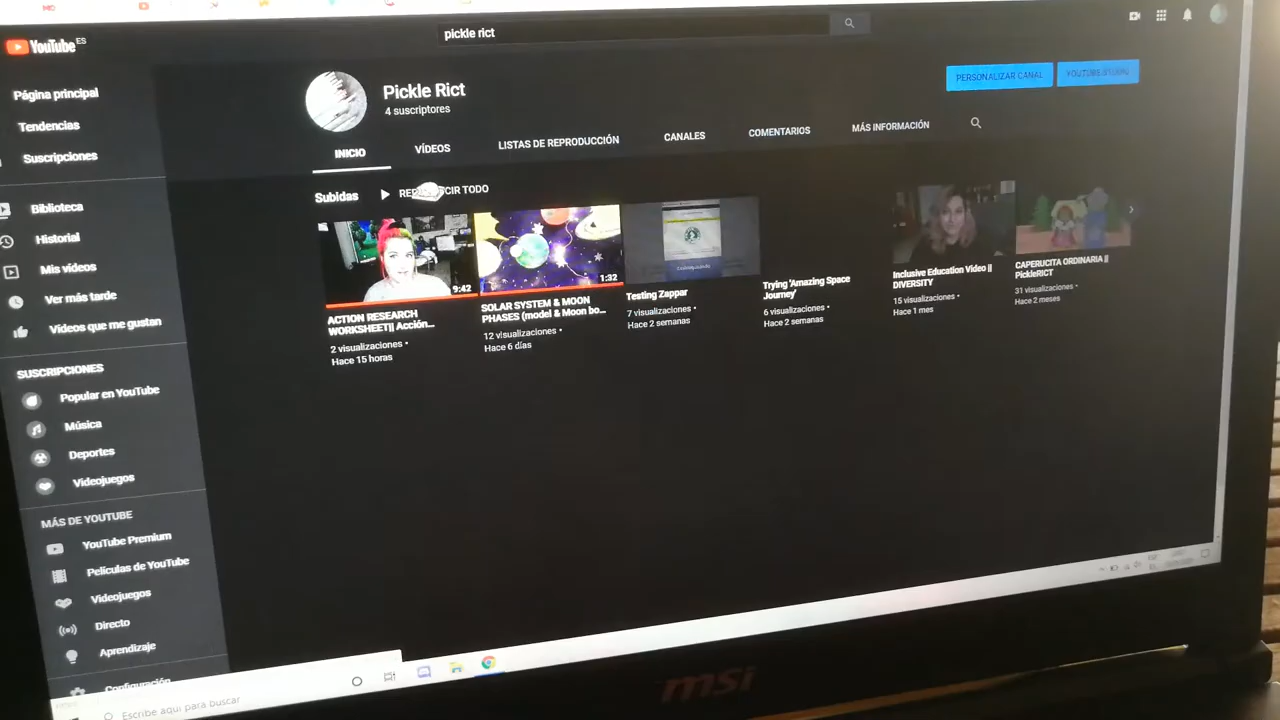 YouTube ES
pickle rict
Página principal
Tendencias
Suscripciones
Biblioteca
Historial
Mis vídeos
Ver más tarde
Vídeos que me gustan
SUSCRIPCIONES
Popular en YouTube
Música
Deportes
Videojuegos
MÁS DE YOUTUBE
YouTube Premium
Películas de YouTube
Videojuegos
Directo
Aprendizaje
Configuración
Pickle Rict
4 suscriptores
PERSONALIZAR CANAL
YOUTUBE STUDIO
INICIO
VÍDEOS
LISTAS DE REPRODUCCIÓN
CANALES
COMENTARIOS
MÁS INFORMACIÓN
Subidas
9:42
ACTION RESEARCH
WORKSHEET|| Acción...
2 visualizaciones •
Hace 15 horas
1:32
SOLAR SYSTEM & MOON
PHASES (model & Moon bo...
12 visualizaciones •
Hace 6 días
Testing Zappar
7 visualizaciones •
Hace 2 semanas
Trying 'Amazing Space
Journey'
6 visualizaciones •
Hace 2 semanas
Inclusive Education Video ||
DIVERSITY
15 visualizaciones •
Hace 1 mes
CAPERUCITA ORDINARIA ||
PickleRICT
31 visualizaciones •
Hace 2 meses
Escribe aquí para buscar
msi